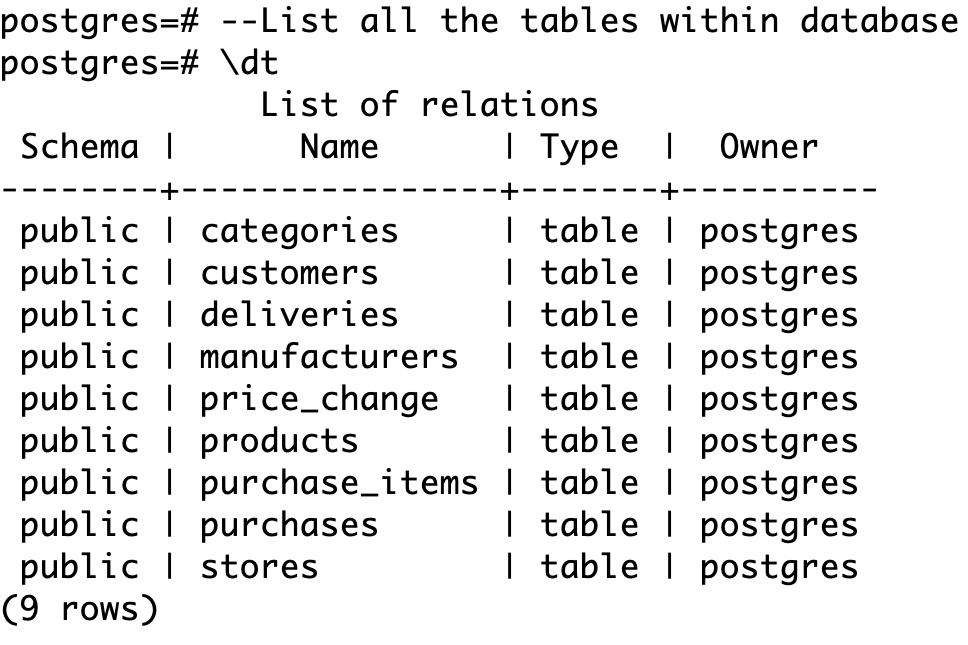 postgres=# --List all the tables within database
postgres=# \dt
             List of relations
 Schema |      Name      | Type  |  Owner
--------+----------------+-------+----------
 public | categories     | table | postgres
 public | customers      | table | postgres
 public | deliveries     | table | postgres
 public | manufacturers  | table | postgres
 public | price_change   | table | postgres
 public | products       | table | postgres
 public | purchase_items | table | postgres
 public | purchases      | table | postgres
 public | stores         | table | postgres
(9 rows)